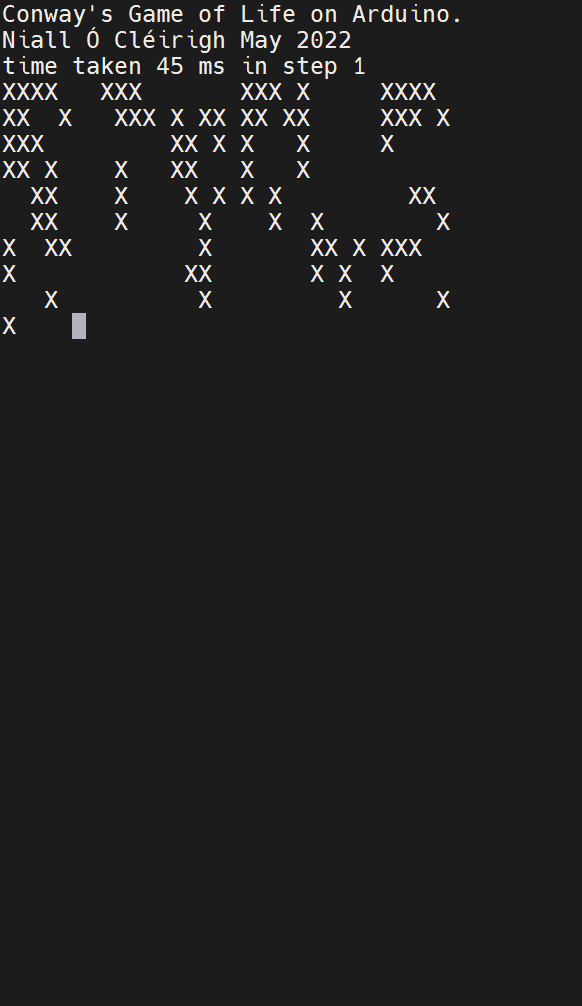 Conway's Game of Life on Arduino.
Niall Ó Cléirigh May 2022
time taken 45 ms in step 1
XXXX   XXX       XXX X     XXXX
XX  X   XXX X XX XX XX     XXX X
XXX         XX X X   X     X
XX X    X   XX   X   X
  XX    X    X X X X         XX
  XX    X     X    X  X        X
X  XX         X       XX X XXX
X            XX       X X  X
   X          X         X      X
X